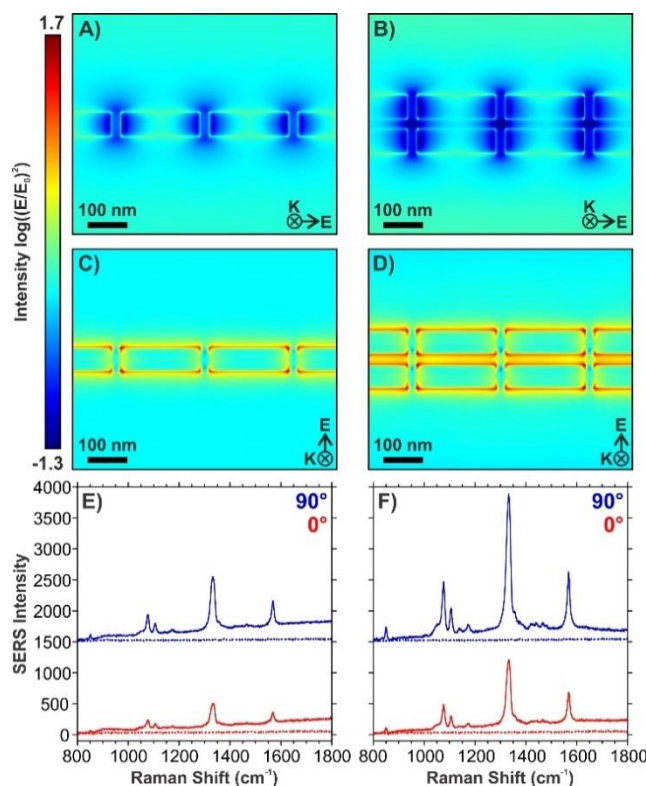 1.7
Intensity log((E/E₀)²
-1.3
A)
100 nm
K
E
B)
100 nm
K
E
C)
100 nm
E
K
D)
100 nm
E
K
E)
90°
0°
F)
90°
0°
SERS Intensity
4000
3500
3000
2500
2000
1500
1000
500
0
800 1000 1200 1400 1600 1800
Raman Shift (cm⁻¹)
800 1000 1200 1400 1600 1800
Raman Shift (cm⁻¹)